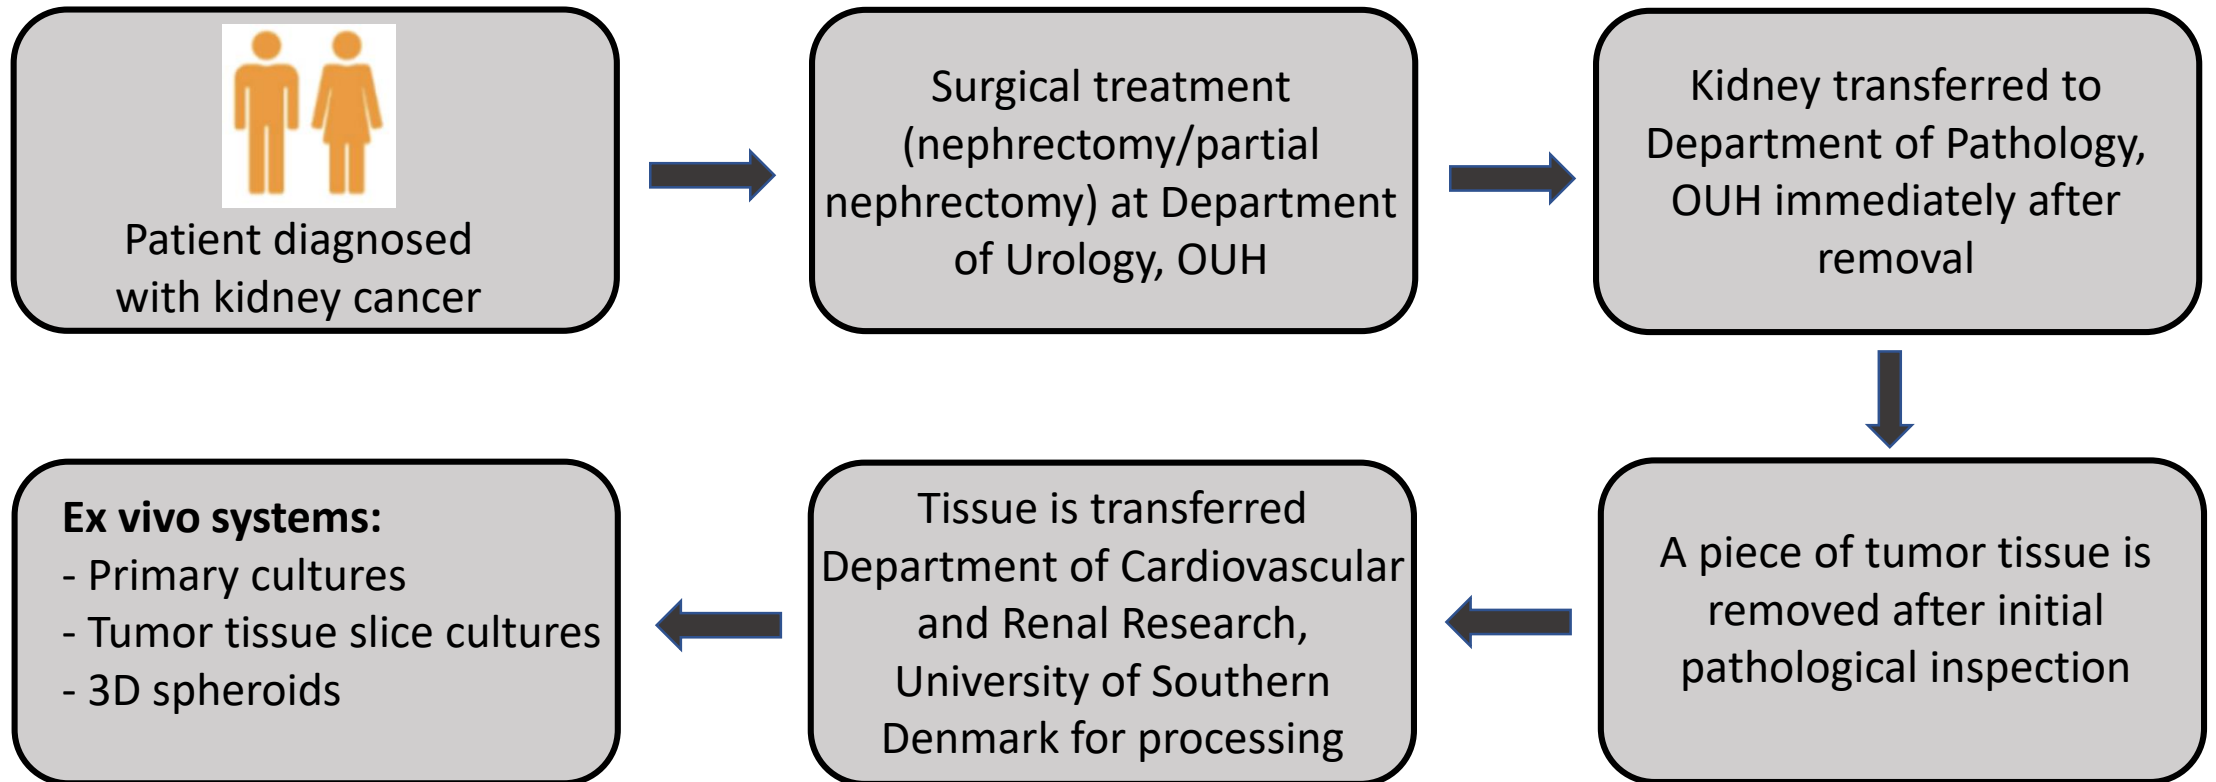 Patient diagnosed
with kidney cancer
Surgical treatment
(nephrectomy/partial
nephrectomy) at Department
of Urology, OUH
Kidney transferred to
Department of Pathology,
OUH immediately after
removal
A piece of tumor tissue is
removed after initial
pathological inspection
Tissue is transferred
Department of Cardiovascular
and Renal Research,
University of Southern
Denmark for processing
Ex vivo systems:
- Primary cultures
- Tumor tissue slice cultures
- 3D spheroids